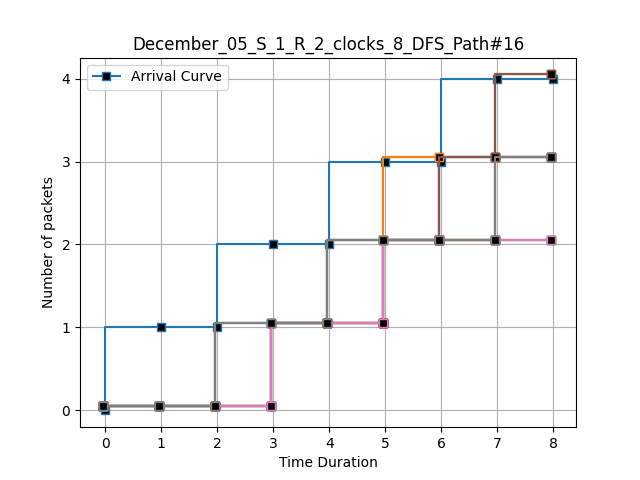 December_05_S_1_R_2_clocks_8_DFS_Path#16
Arrival Curve
4
3
2
1
0
Number of packets
0 1 2 3 4 5 6 7 8
Time Duration